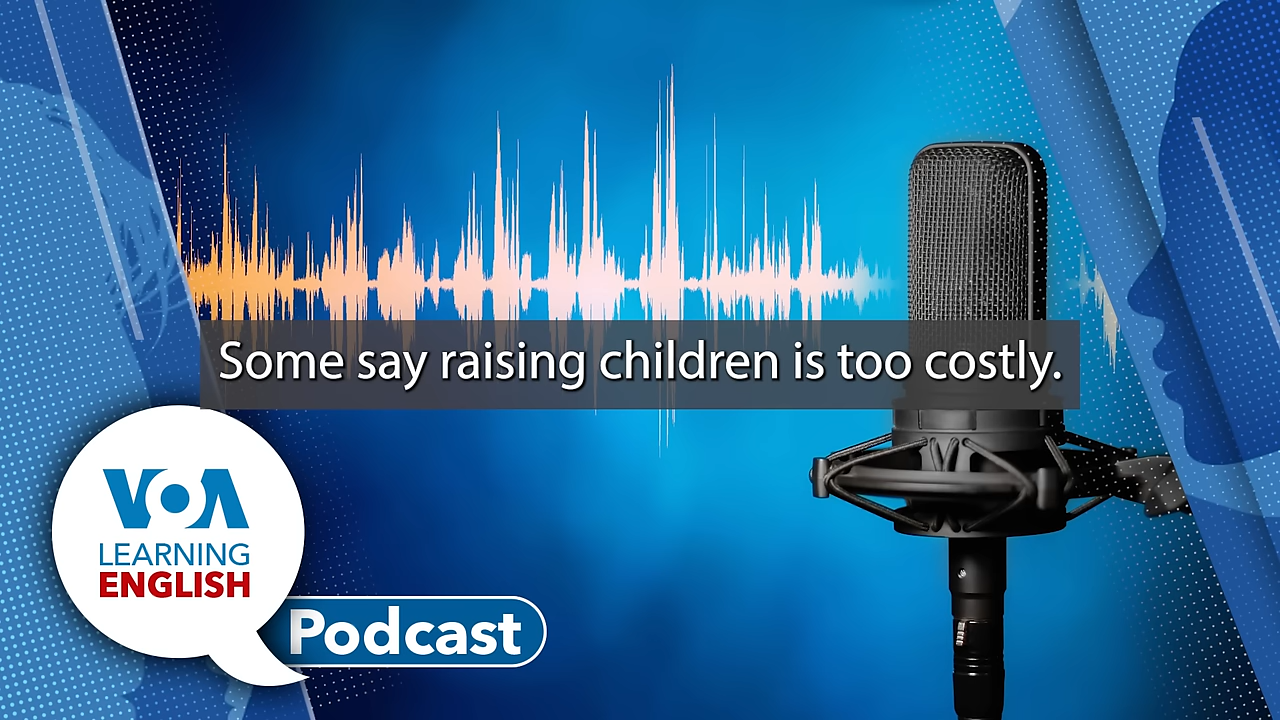 Some say raising children is too costly.
VOA
LEARNING
ENGLISH
Podcast